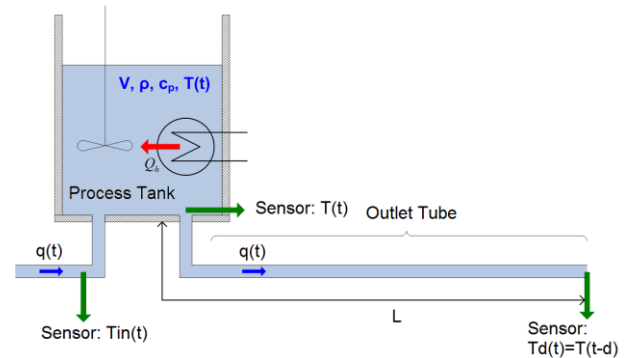 V, ρ, cp, T(t)
Qh
Process Tank
Sensor: T(t)
Outlet Tube
q(t)
q(t)
L
Sensor: Tin(t)
Sensor:
Td(t)=T(t-d)